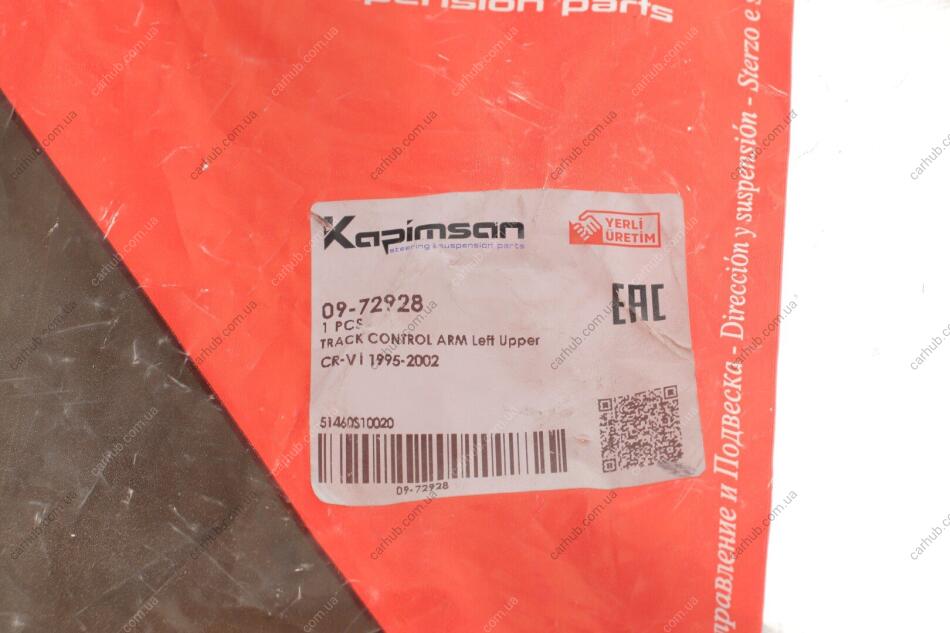 suspension parts
Kapimsan
steering & suspension parts
YERLİ
ÜRETİM
09-72928
1 PCS
TRACK CONTROL ARM Left Upper
CR-V I 1995-2002
EAC
51460S10020
09-72928
правление и Подвеска - Dirección y suspensión - Sterzo e s
carhub.com.ua